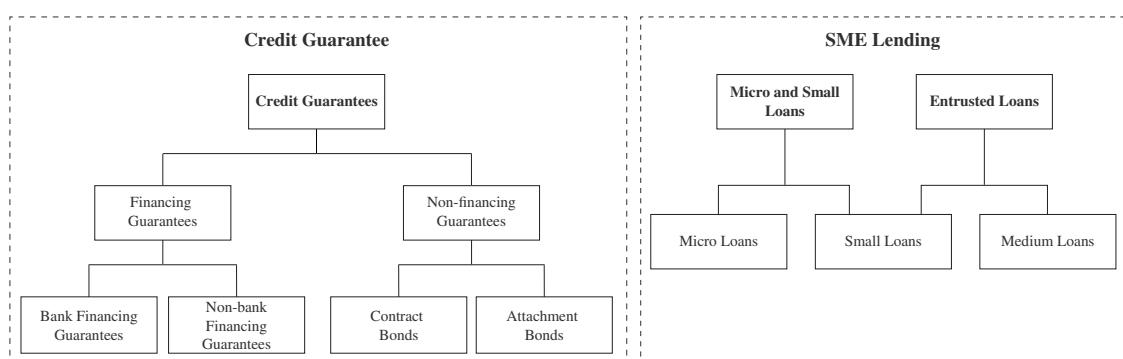 Credit Guarantee
Credit Guarantees
Financing
Guarantees
Non-financing
Guarantees
Bank Financing
Guarantees
Non-bank
Financing
Guarantees
Contract
Bonds
Attachment
Bonds
SME Lending
Micro and Small
Loans
Entrusted Loans
Micro Loans
Small Loans
Medium Loans